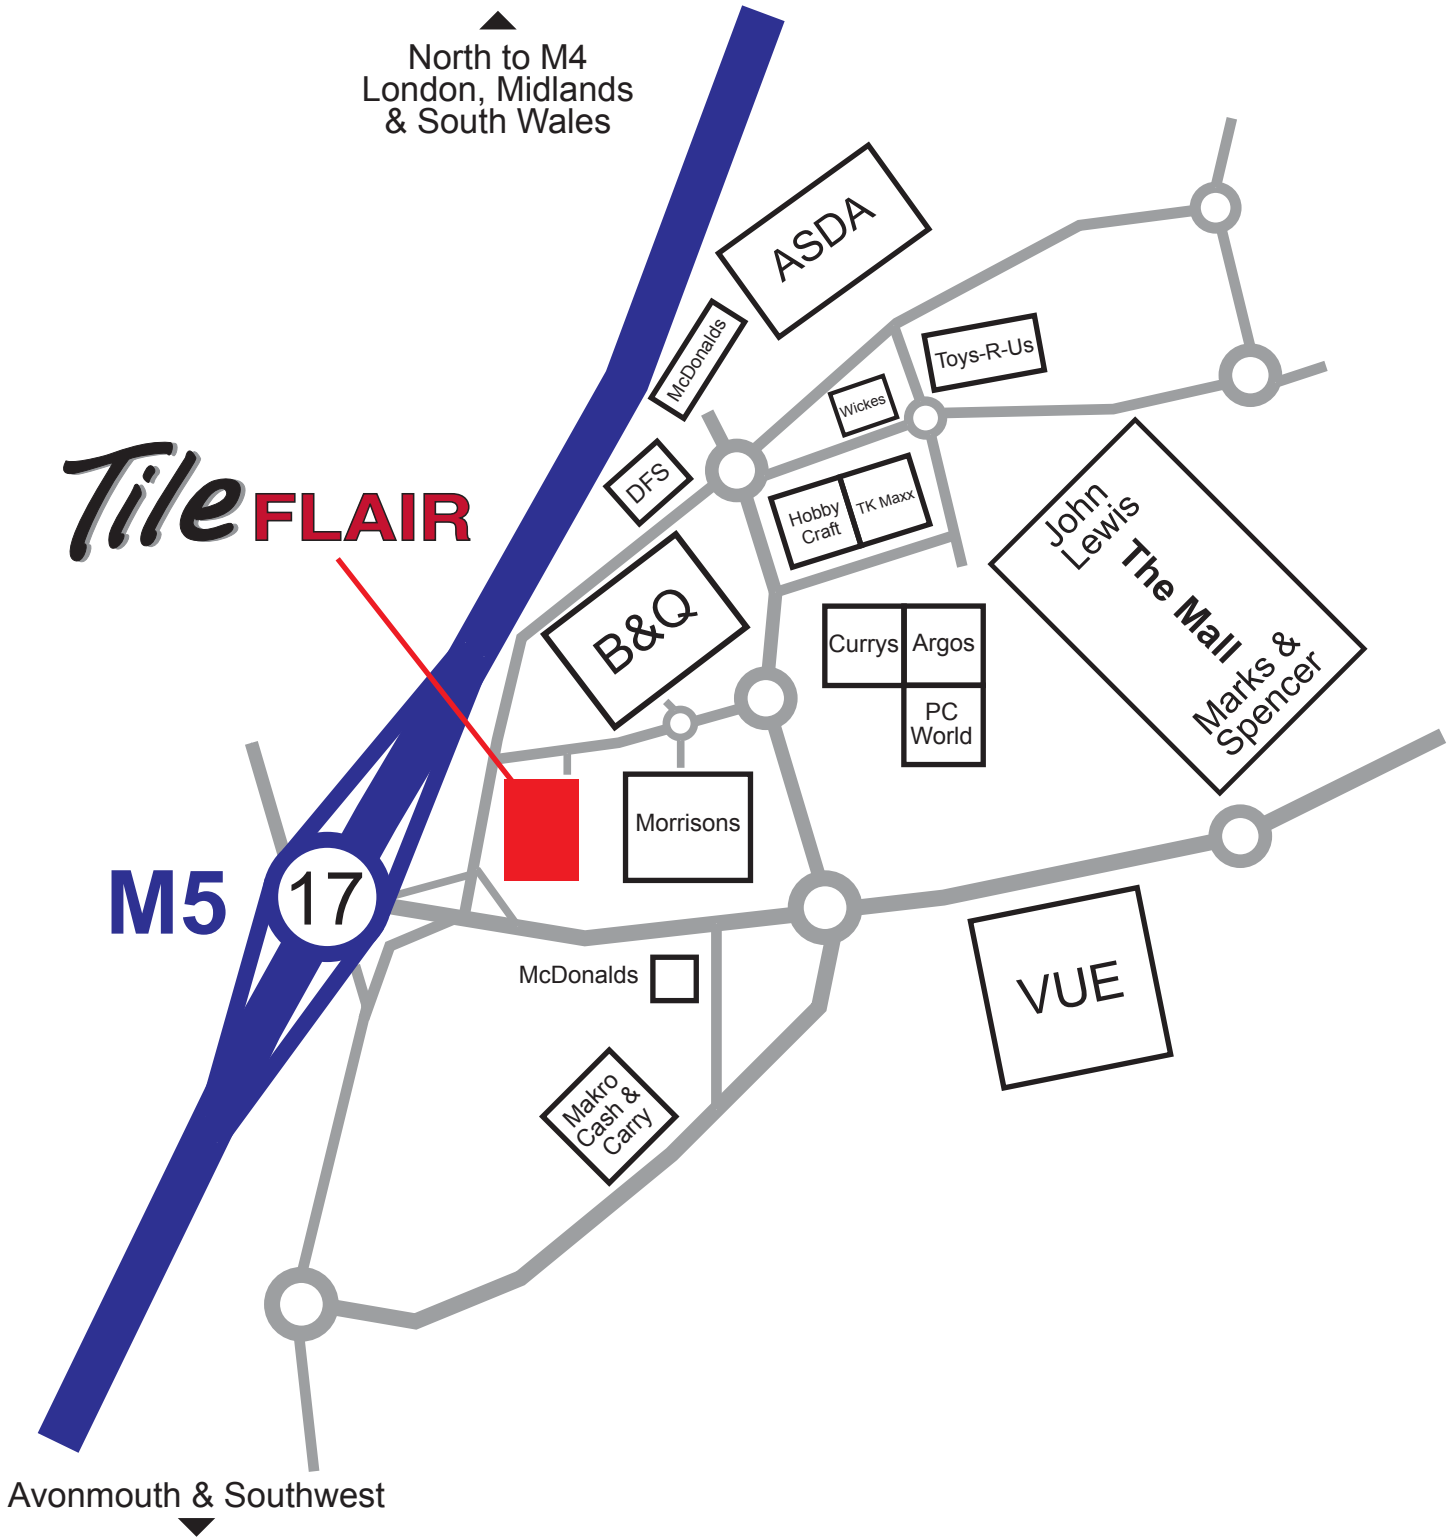 North to M4
London, Midlands
& South Wales
ASDA
McDonalds
Toys-R-Us
Wickes
DFS
Hobby
Craft
TK Maxx
Tile FLAIR
John
Lewis
The Mall
Marks &
Spencer
B&Q
Currys
Argos
PC
World
Morrisons
M5
17
McDonalds
VUE
Makro
Cash &
Carry
Avonmouth & Southwest